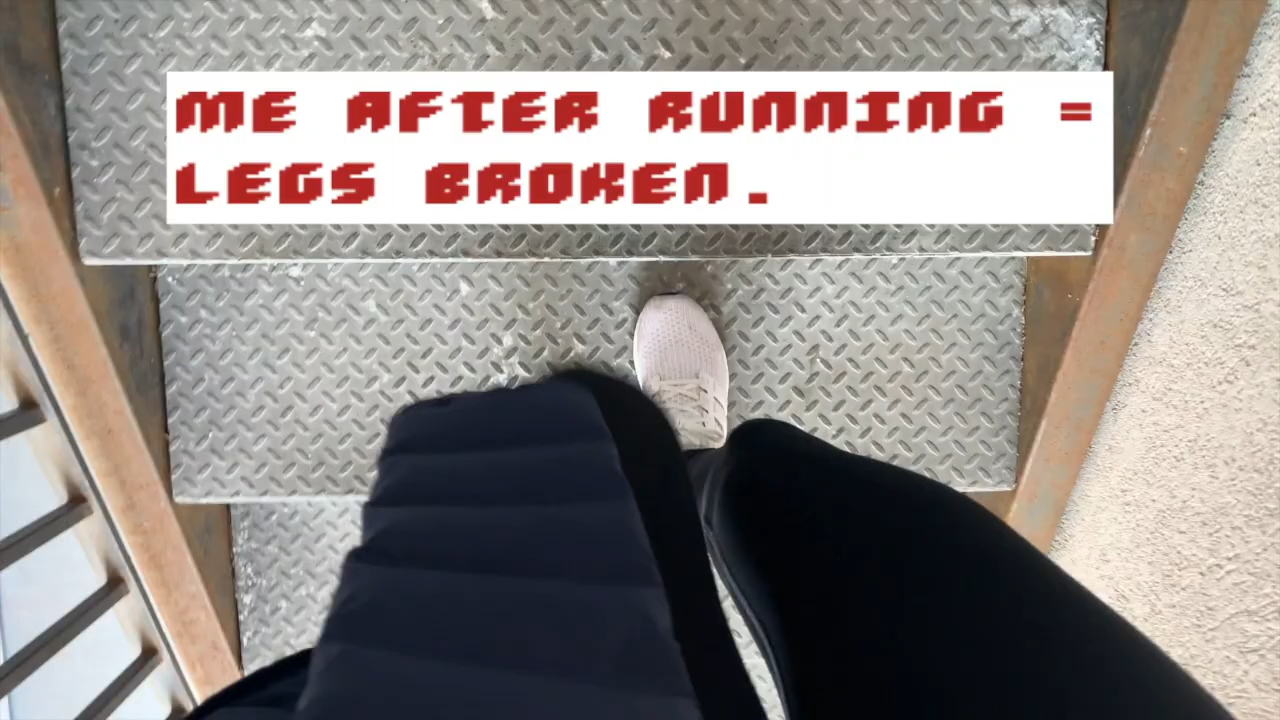 ME AFTER RUNNING =
LEGS BROKEN.